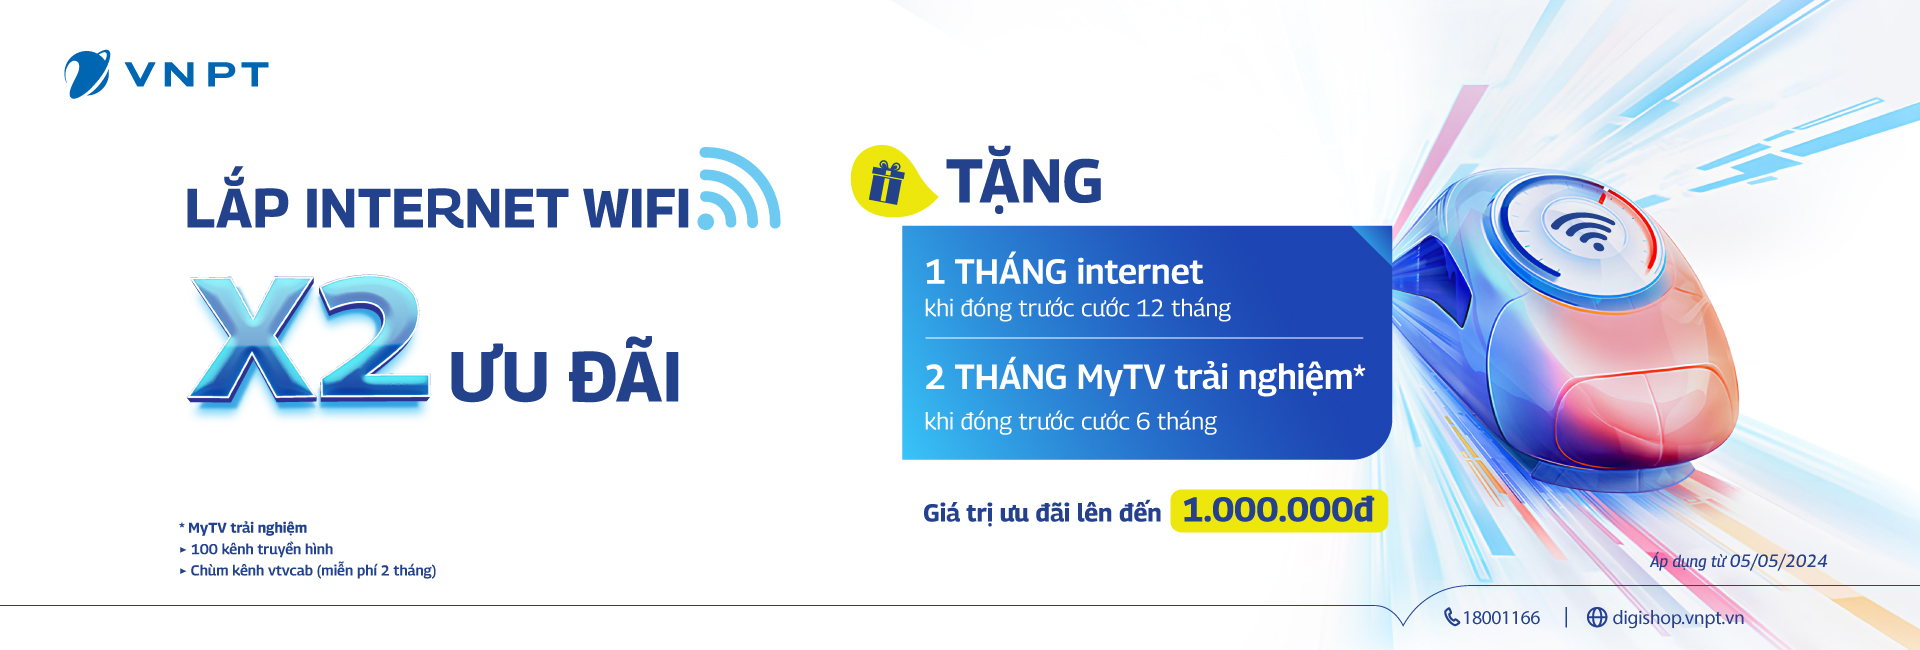 VNPT
LẮP INTERNET WIFI
X2 ƯU ĐÃI
* MyTV trải nghiệm
▸ 100 kênh truyền hình
▸ Chùm kênh vtvcab (miễn phí 2 tháng)
TẶNG
1 THÁNG internet
khi đóng trước cước 12 tháng
2 THÁNG MyTV trải nghiệm*
khi đóng trước cước 6 tháng
Giá trị ưu đãi lên đến 1.000.000đ
Áp dụng từ 05/05/2024
18001166 | digishop.vnpt.vn